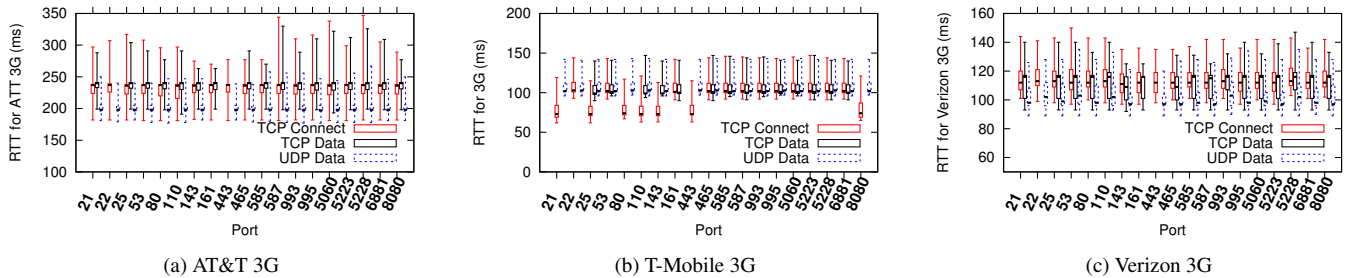 RTT for ATT 3G (ms)
400
350
300
250
200
150
100
TCP Connect
TCP Data
UDP Data
21 22 25 53 80 110 143 161 443 465 585 587 993 995 5060 5223 5228 6881 8080
Port
(a) AT&T 3G
RTT for 3G (ms)
200
150
100
50
0
TCP Connect
TCP Data
UDP Data
21 22 25 53 80 110 143 161 443 465 585 587 993 995 5060 5223 5228 6881 8080
Port
(b) T-Mobile 3G
RTT for Verizon 3G (ms)
160
140
120
100
80
60
TCP Connect
TCP Data
UDP Data
21 22 25 53 80 110 143 161 443 465 585 587 993 995 5060 5223 5228 6881 8080
Port
(c) Verizon 3G